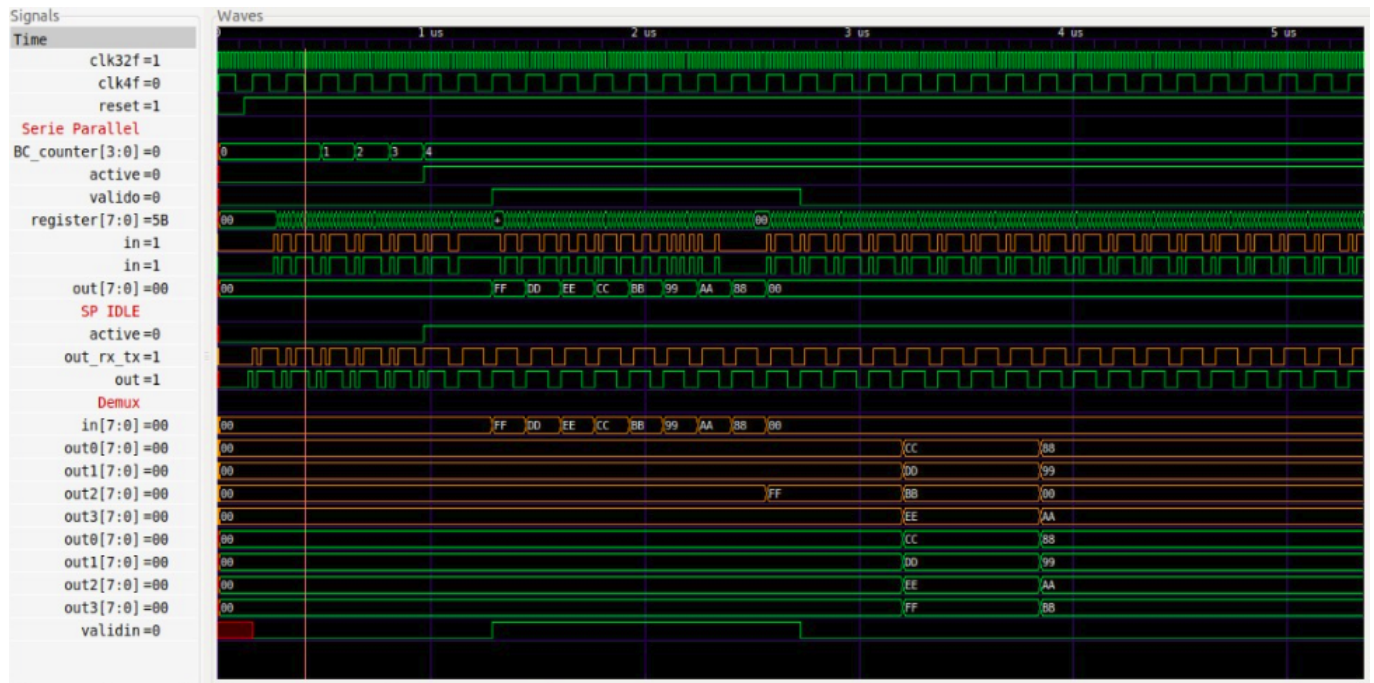 Signals Waves
Time 1 us 2 us 3 us 4 us 5 us
clk32f=1
clk4f=0
reset=1
Serie Parallel
BC_counter[3:0]=0 0 1 2 3 4
active=0
valido=0
register[7:0]=5B 00 + 00
in=1
in=1
out[7:0]=00 00 FF DD EE CC BB 99 AA 88 00
SP IDLE
active=0
out_rx_tx=1
out=1
Demux
in[7:0]=00 00 FF DD EE CC BB 99 AA 88 00
out0[7:0]=00 00 CC 88
out1[7:0]=00 00 DD 99
out2[7:0]=00 00 FF BB 00
out3[7:0]=00 00 EE AA
out0[7:0]=00 00 CC 88
out1[7:0]=00 00 DD 99
out2[7:0]=00 00 EE AA
out3[7:0]=00 00 FF BB
validin=0